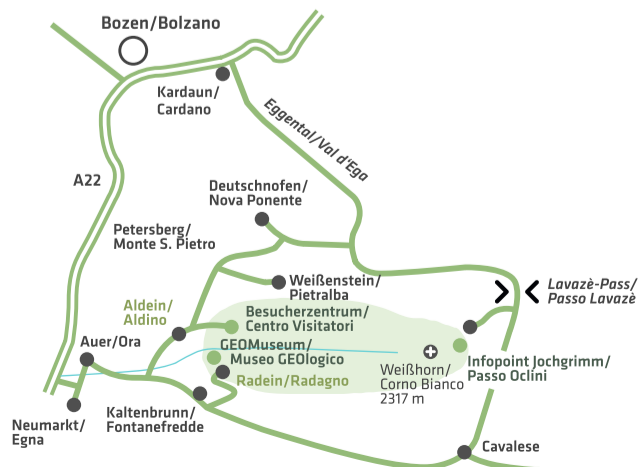 Bozen/Bolzano
Kardaun/
Cardano
Eggental/Val d'Ega
A22
Deutschnofen/
Nova Ponente
Petersberg/
Monte S. Pietro
Weißenstein/
Pietralba
Lavazè-Pass/
Passo Lavazè
Aldein/
Aldino
Besucherzentrum/
Centro Visitatori
Auer/Ora
GEOMuseum/
Museo GEOlogico
Radein/Radagno
Weißhorn/
Corno Bianco
2317 m
Infopoint Jochgrimm/
Passo Oclini
Kaltenbrunn/
Fontanefredde
Neumarkt/
Egna
Cavalese